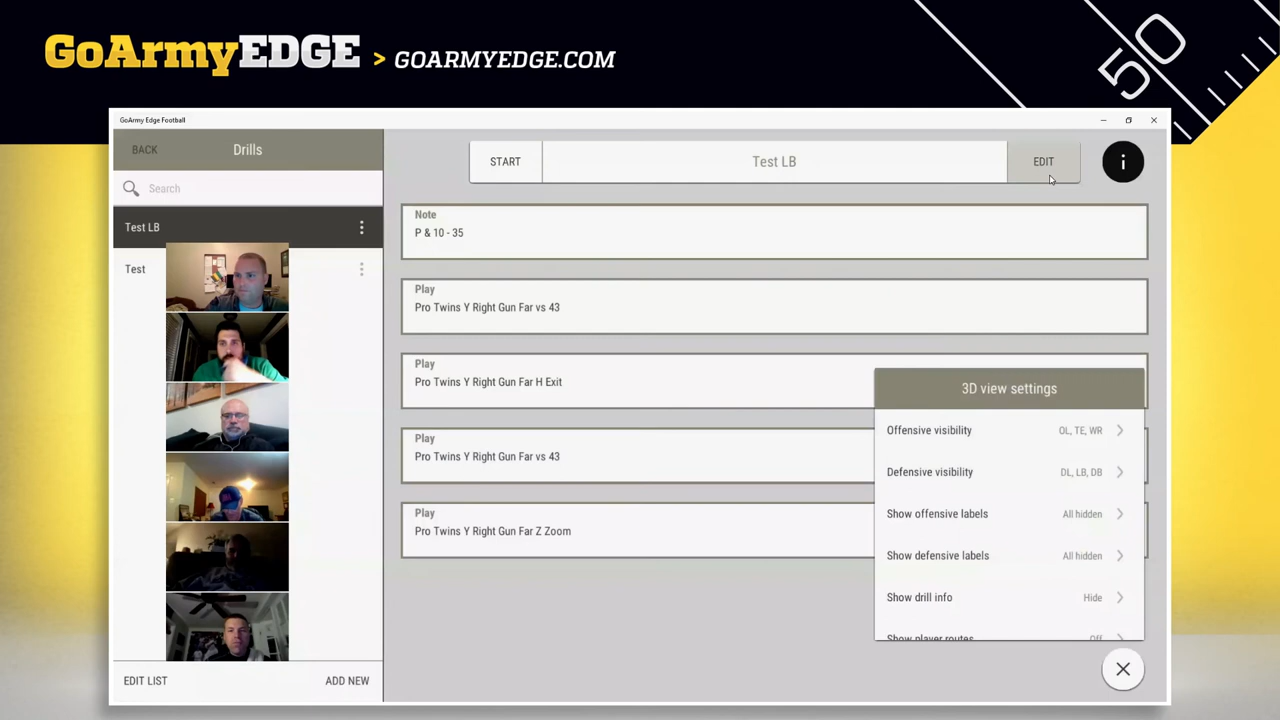 GoArmyEDGE > GOARMYEDGE.COM
50
GoArmy Edge Football
BACK
Drills
Search
Test LB
Test
EDIT LIST
ADD NEW
START
Test LB
EDIT
i
Note
P & 10 - 35
Play
Pro Twins Y Right Gun Far vs 43
Play
Pro Twins Y Right Gun Far H Exit
Play
Pro Twins Y Right Gun Far vs 43
Play
Pro Twins Y Right Gun Far Z Zoom
3D view settings
Offensive visibility OL, TE, WR
Defensive visibility DL, LB, DB
Show offensive labels All hidden
Show defensive labels All hidden
Show drill info Hide
Show player routes Off